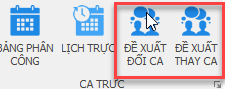 BẢNG PHÂN CÔNG
LỊCH TRỰC
ĐỀ XUẤT ĐỔI CA
ĐỀ XUẤT THAY CA
CA TRỰC